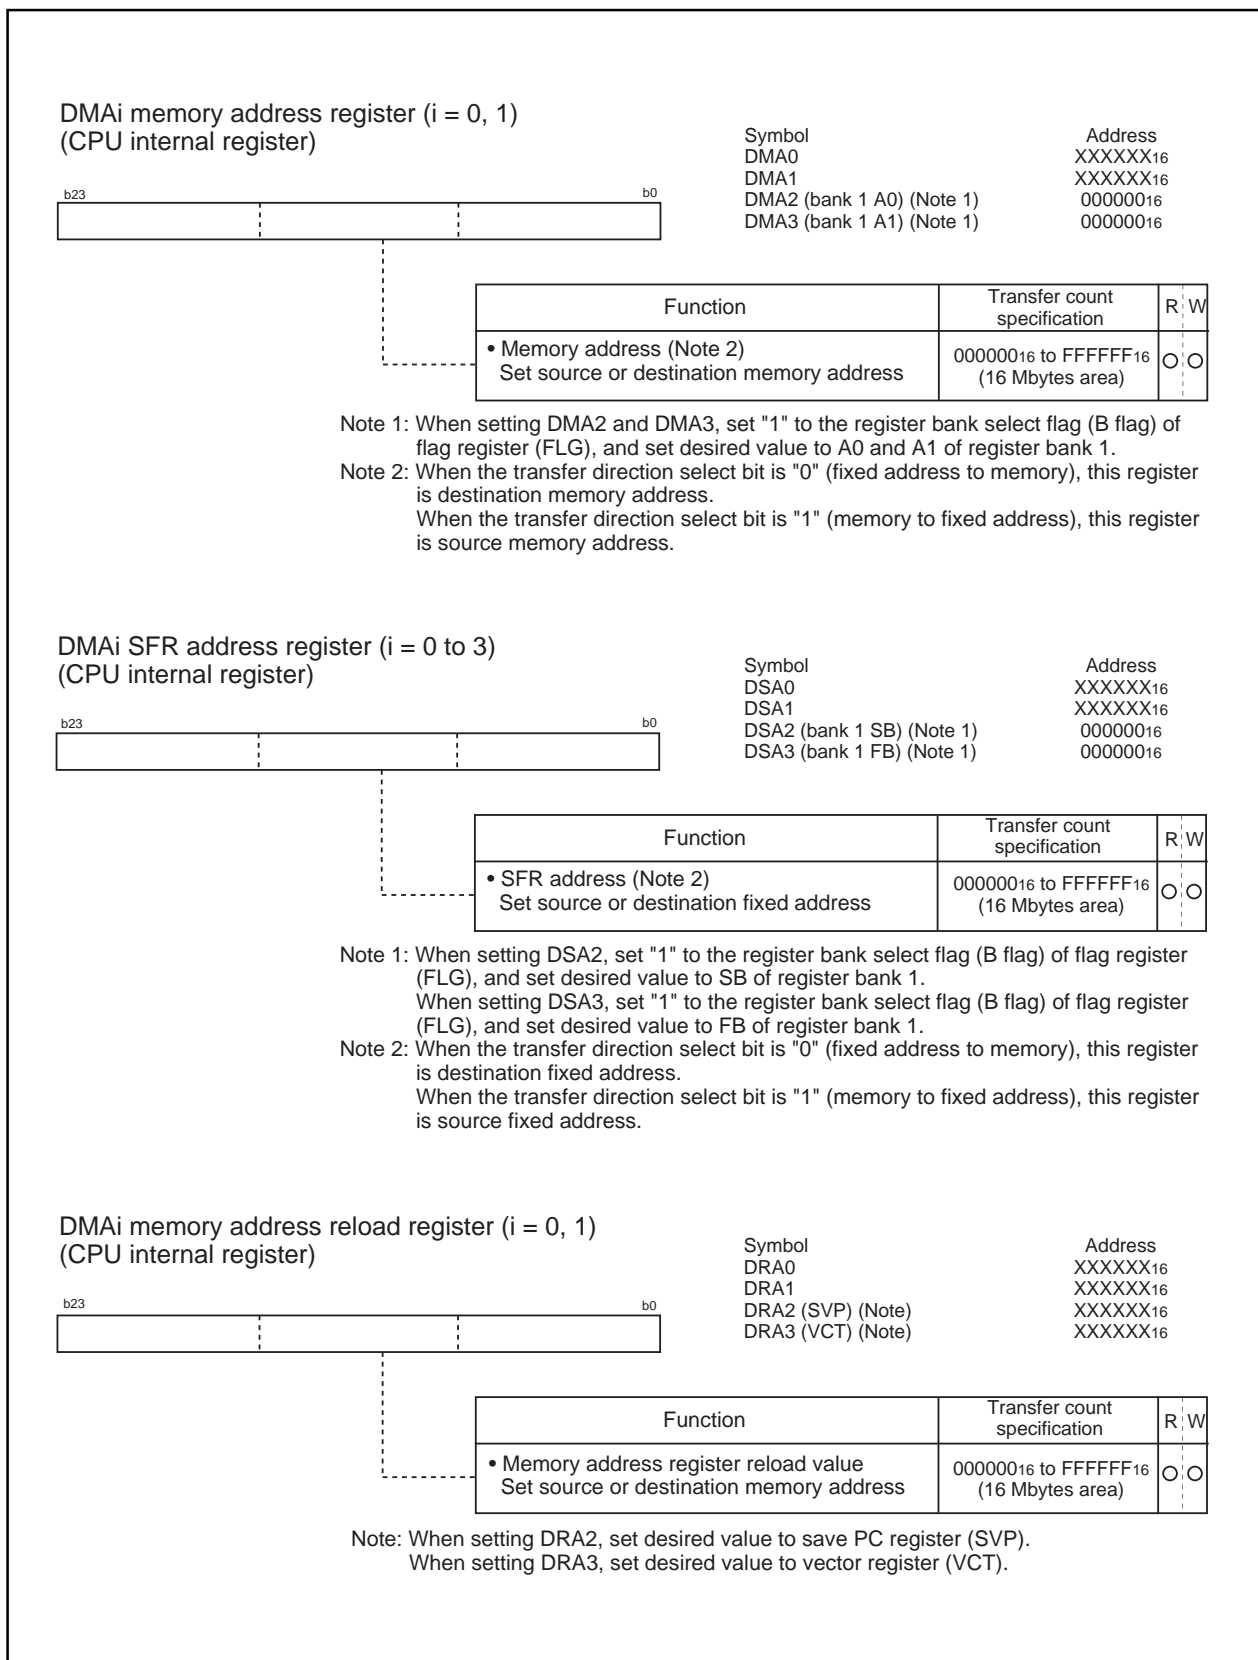 DMAi memory address register (i = 0, 1)
(CPU internal register)
Symbol Address
DMA0 XXXXXX16
DMA1 XXXXXX16
DMA2 (bank 1 A0) (Note 1) 00000016
DMA3 (bank 1 A1) (Note 1) 00000016
b23 b0
Function Transfer count specification R W
• Memory address (Note 2)
Set source or destination memory address
00000016 to FFFFFF16
(16 Mbytes area)
Note 1: When setting DMA2 and DMA3, set "1" to the register bank select flag (B flag) of
flag register (FLG), and set desired value to A0 and A1 of register bank 1.
Note 2: When the transfer direction select bit is "0" (fixed address to memory), this register
is destination memory address.
When the transfer direction select bit is "1" (memory to fixed address), this register
is source memory address.
DMAi SFR address register (i = 0 to 3)
(CPU internal register)
Symbol Address
DSA0 XXXXXX16
DSA1 XXXXXX16
DSA2 (bank 1 SB) (Note 1) 00000016
DSA3 (bank 1 FB) (Note 1) 00000016
b23 b0
Function Transfer count specification R W
• SFR address (Note 2)
Set source or destination fixed address
00000016 to FFFFFF16
(16 Mbytes area)
Note 1: When setting DSA2, set "1" to the register bank select flag (B flag) of flag register
(FLG), and set desired value to SB of register bank 1.
When setting DSA3, set "1" to the register bank select flag (B flag) of flag register
(FLG), and set desired value to FB of register bank 1.
Note 2: When the transfer direction select bit is "0" (fixed address to memory), this register
is destination fixed address.
When the transfer direction select bit is "1" (memory to fixed address), this register
is source fixed address.
DMAi memory address reload register (i = 0, 1)
(CPU internal register)
Symbol Address
DRA0 XXXXXX16
DRA1 XXXXXX16
DRA2 (SVP) (Note) XXXXXX16
DRA3 (VCT) (Note) XXXXXX16
b23 b0
Function Transfer count specification R W
• Memory address register reload value
Set source or destination memory address
00000016 to FFFFFF16
(16 Mbytes area)
Note: When setting DRA2, set desired value to save PC register (SVP).
When setting DRA3, set desired value to vector register (VCT).